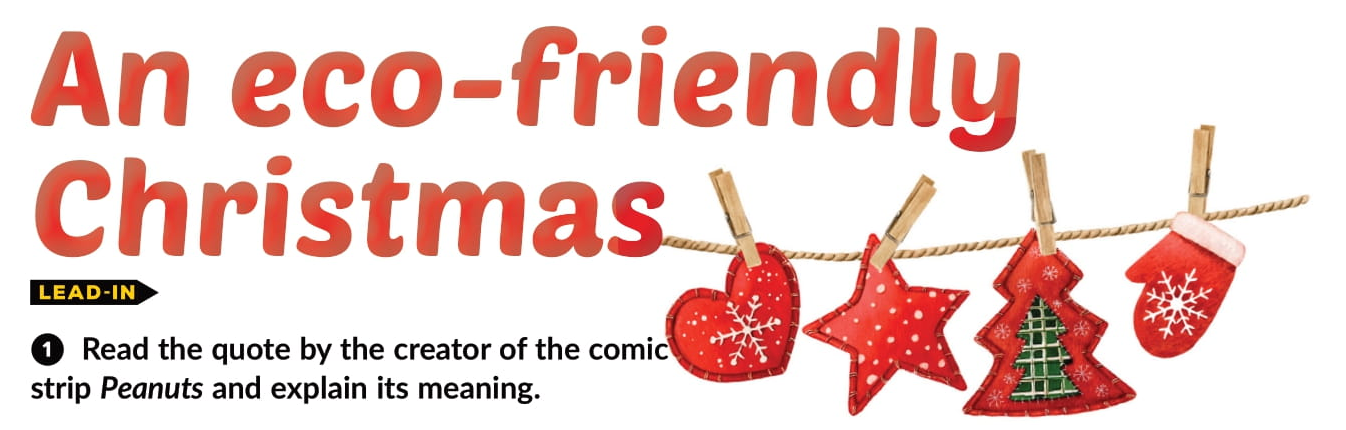 An eco-friendly
Christmas
LEAD-IN
1 Read the quote by the creator of the comic
strip Peanuts and explain its meaning.